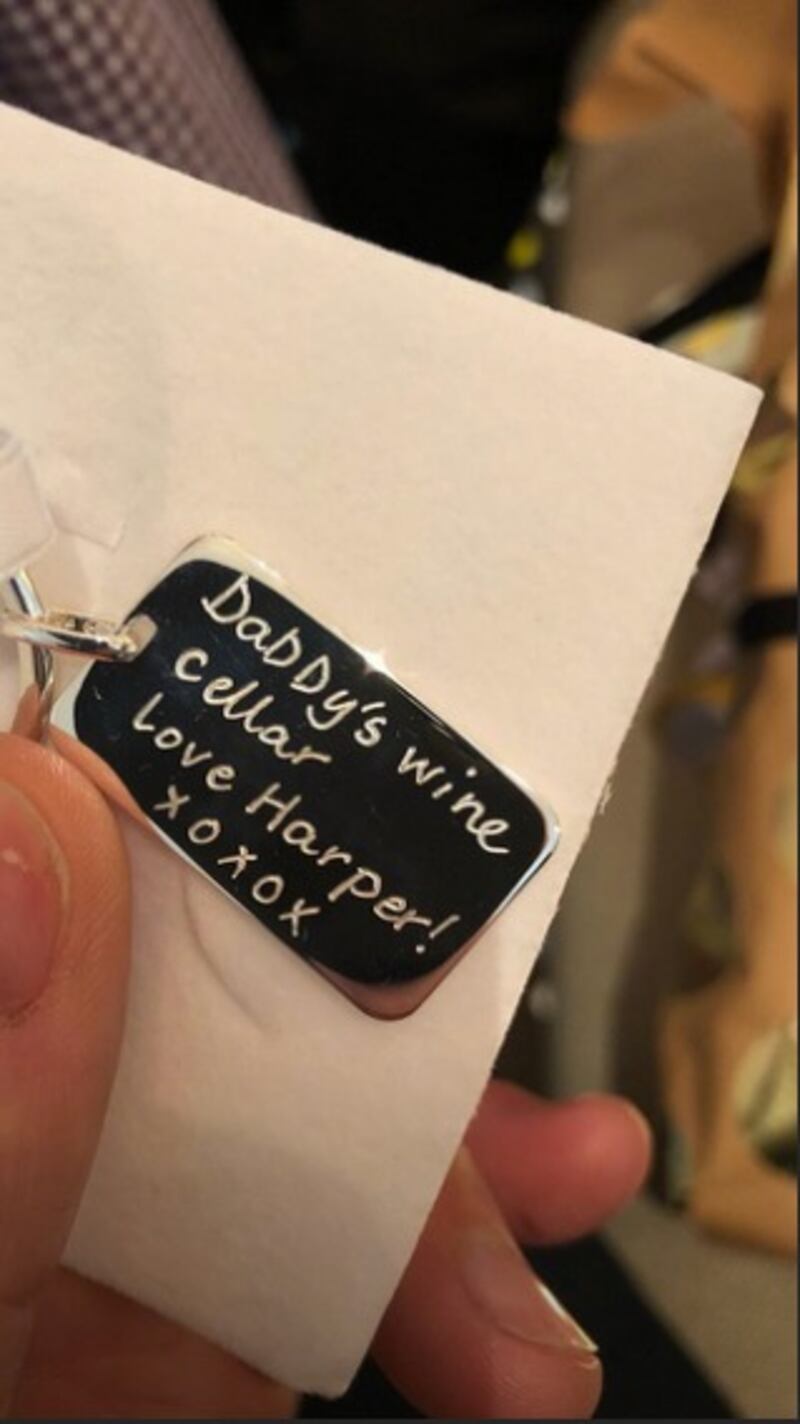 DaDDy's wine
cellar
Love Harper!
xoxox